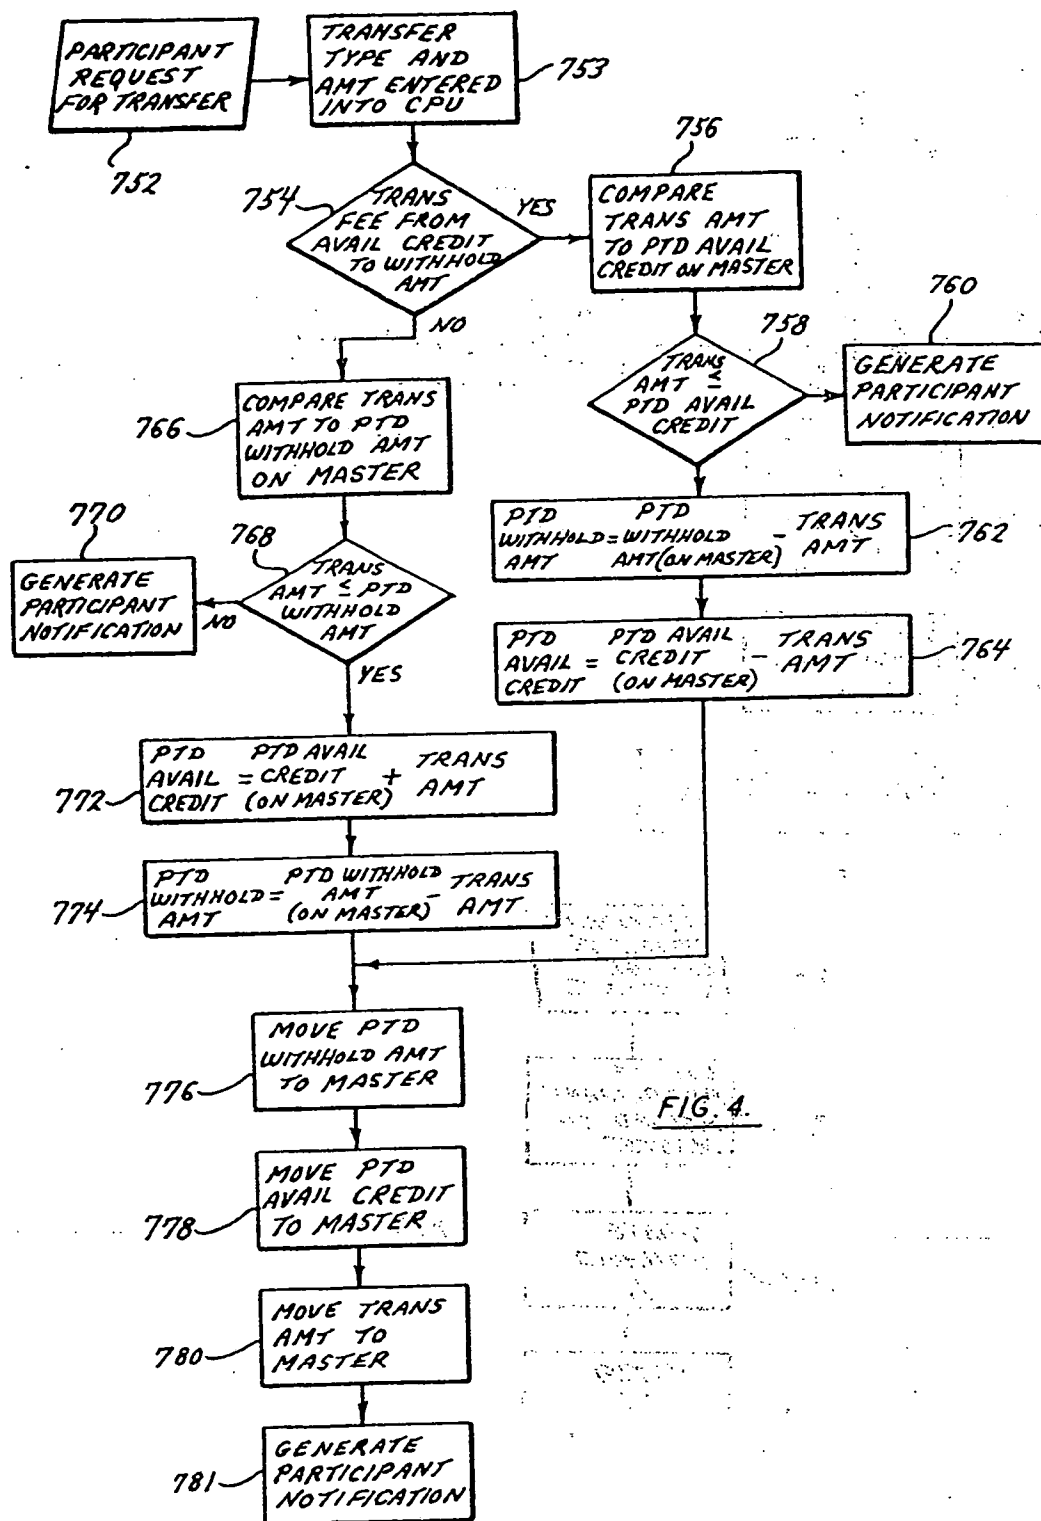 PARTICIPANT
REQUEST
FOR TRANSFER
752
TRANSFER
TYPE AND
AMT ENTERED
INTO CPU
753
754
TRANS
FEE FROM
AVAIL CREDIT
TO WITHHOLD
AMT
YES
NO
756
COMPARE
TRANS AMT
TO PTD AVAIL
CREDIT ON MASTER
758
TRANS
AMT ≤
PTD AVAIL
CREDIT
760
GENERATE
PARTICIPANT
NOTIFICATION
PTD PTD
WITHHOLD = WITHHOLD - TRANS
AMT AMT (ON MASTER) AMT
762
PTD PTD AVAIL TRANS
AVAIL = CREDIT - AMT
CREDIT (ON MASTER)
764
766
COMPARE TRANS
AMT TO PTD
WITHHOLD AMT
ON MASTER
768
TRANS
AMT ≤ PTD
WITHHOLD
AMT
NO
YES
770
GENERATE
PARTICIPANT
NOTIFICATION
772
PTD PTD AVAIL TRANS
AVAIL = CREDIT + AMT
CREDIT (ON MASTER)
774
PTD PTD WITHHOLD TRANS
WITHHOLD = AMT - AMT
AMT (ON MASTER)
776
MOVE PTD
WITHHOLD AMT
TO MASTER
778
MOVE PTD
AVAIL CREDIT
TO MASTER
780
MOVE TRANS
AMT TO
MASTER
781
GENERATE
PARTICIPANT
NOTIFICATION
FIG. 4.